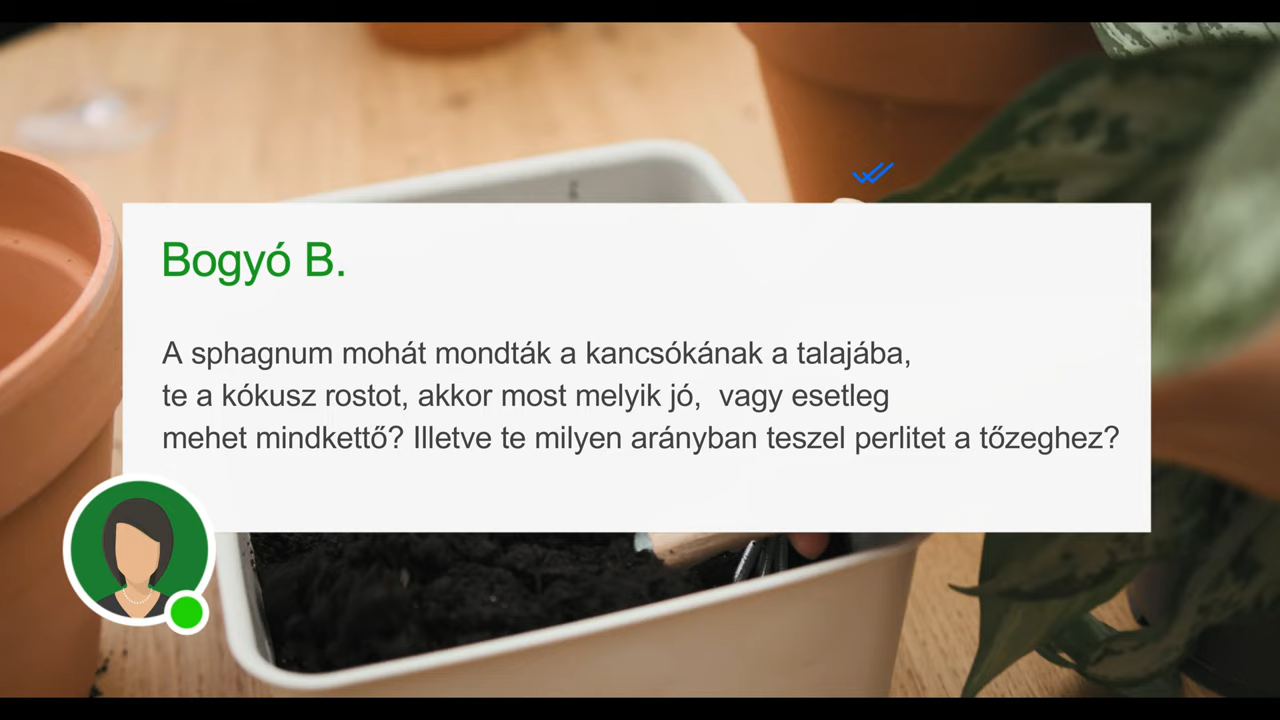 Bogyó B.
A sphagnum mohát mondták a kancsókának a talajába,
te a kókusz rostot, akkor most melyik jó,  vagy esetleg
mehet mindkettő? Illetve te milyen arányban teszel perlitet a tőzeghez?